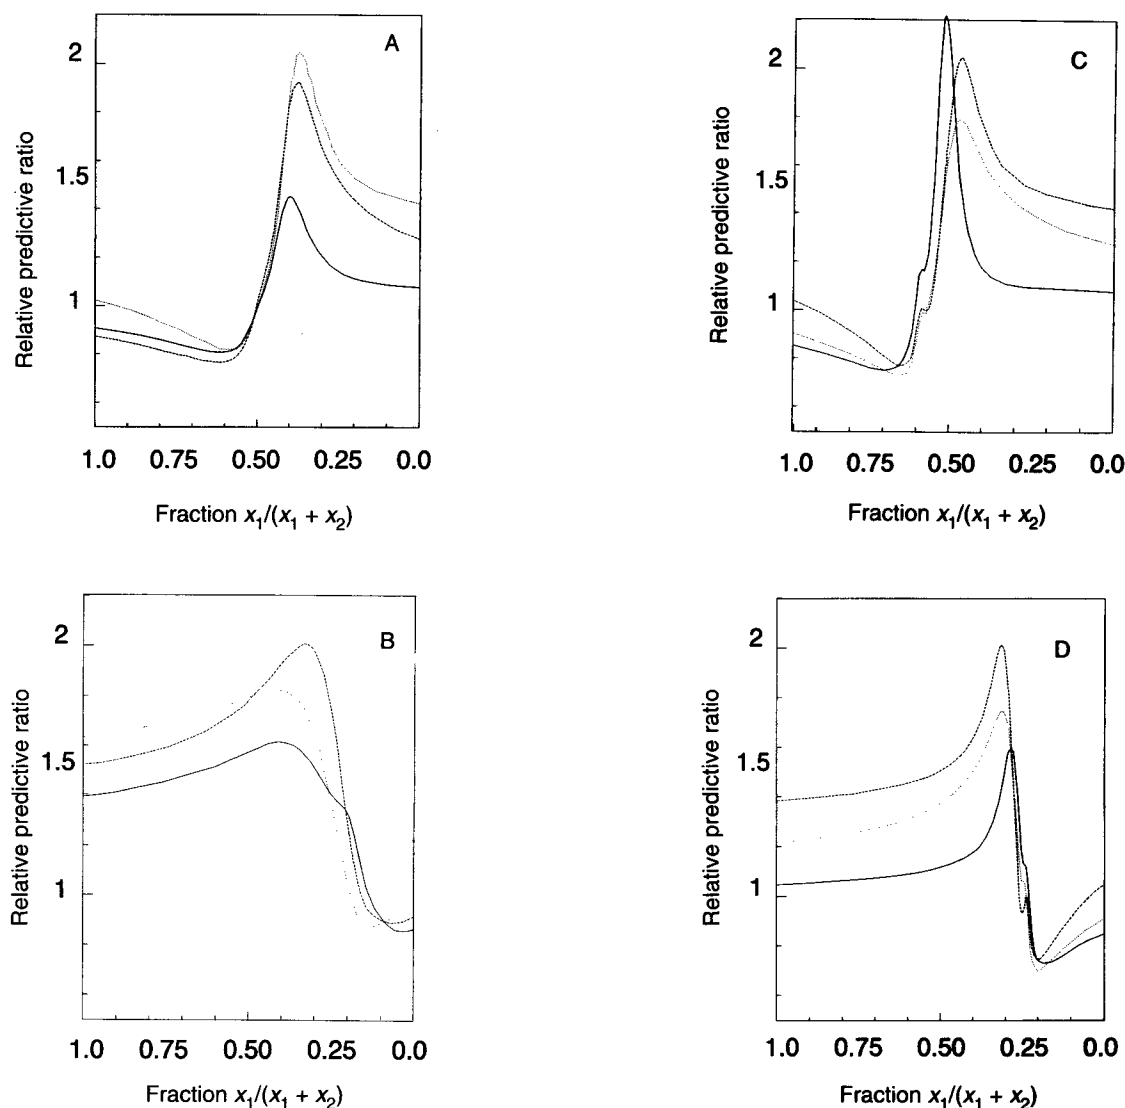 A
Relative predictive ratio
2
1.5
1
1.0 0.75 0.50 0.25 0.0
Fraction x₁/(x₁ + x₂)
C
Relative predictive ratio
2
1.5
1
1.0 0.75 0.50 0.25 0.0
Fraction x₁/(x₁ + x₂)
B
Relative predictive ratio
2
1.5
1
1.0 0.75 0.50 0.25 0.0
Fraction x₁/(x₁ + x₂)
D
Relative predictive ratio
2
1.5
1
1.0 0.75 0.50 0.25 0.0
Fraction x₁/(x₁ + x₂)